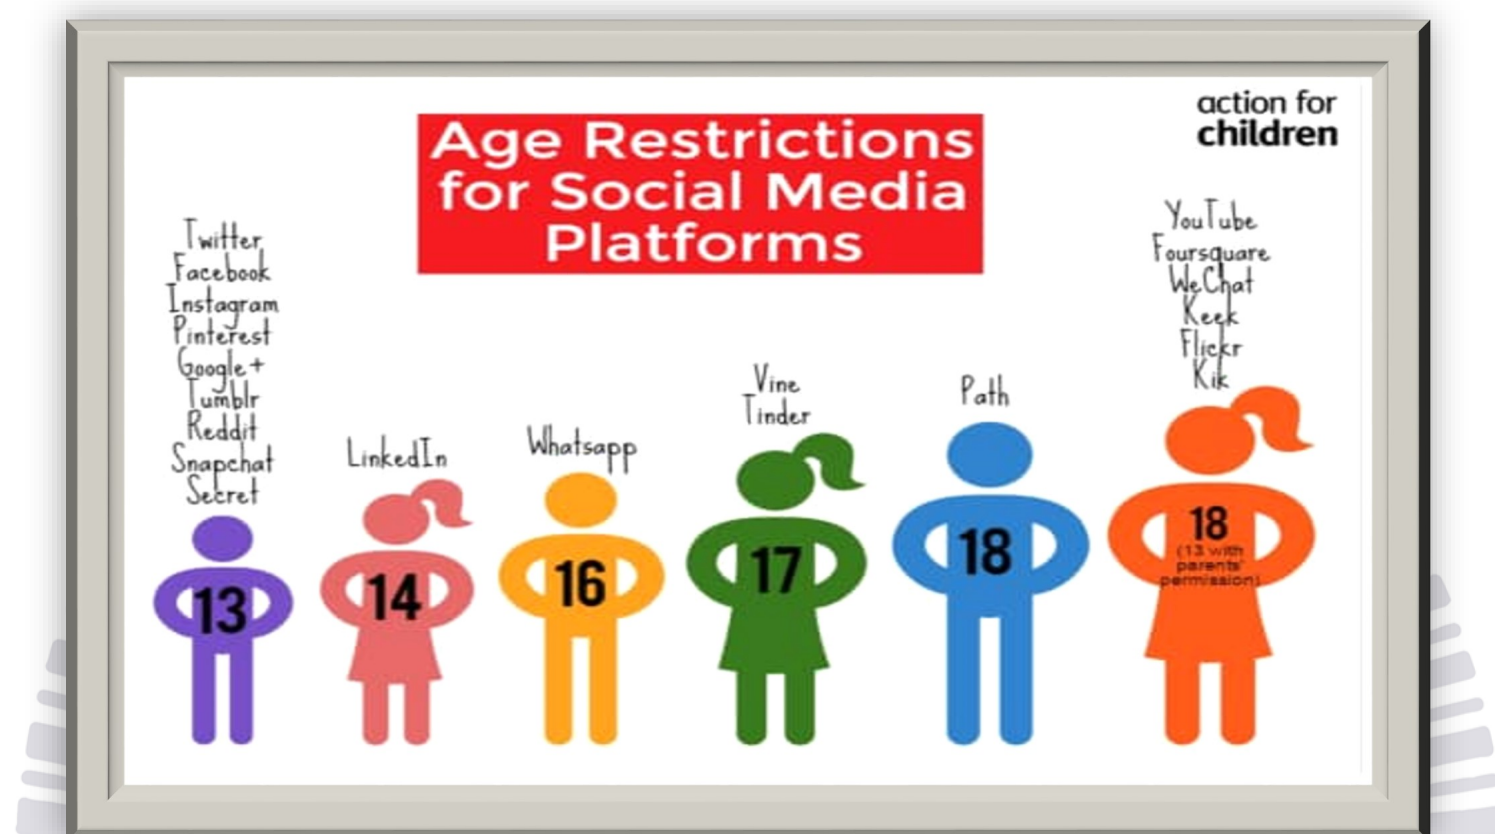 action for
children
Age Restrictions
for Social Media
Platforms
Twitter
Facebook
Instagram
Pinterest
Google+
Tumblr
Reddit
Snapchat
Secret
13
LinkedIn
14
Whatsapp
16
Vine
Tinder
17
Path
18
YouTube
Foursquare
WeChat
Keek
Flickr
Kik
18
(13 with
parents'
permission)